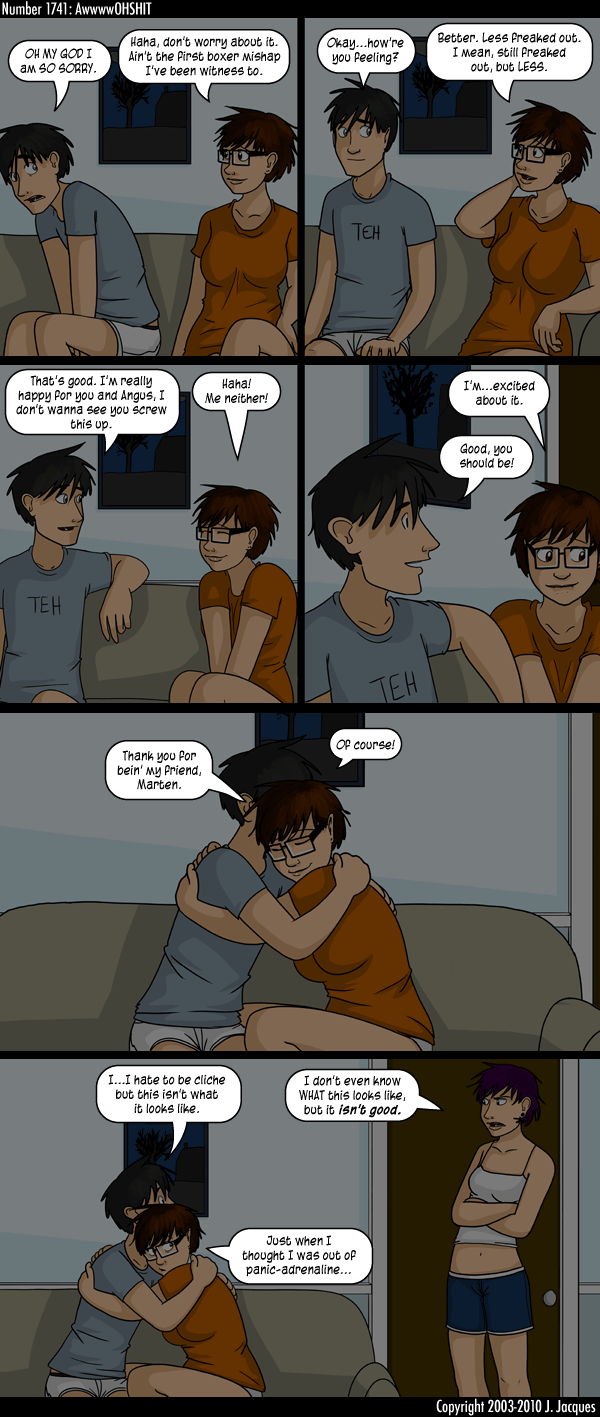 Number 1741: AwwwwOHSHIT
OH MY GOD I
AM SO SORRY.
Haha, don't worry about it.
Ain't the first boxer mishap
I've been witness to.
Okay...how're
you feeling?
Better. Less freaked out.
I mean, still freaked
out, but LESS.
TEH
That's good. I'm really
happy for you and Angus, I
don't wanna see you screw
this up.
Haha!
Me neither!
TEH
I'm...excited
about it.
Good, you
should be!
TEH
Thank you for
bein' my friend,
Marten.
Of course!
I...I hate to be cliche
but this isn't what
it looks like.
I don't even know
WHAT this looks like,
but it isn't good.
Just when I
thought I was out of
panic-adrenaline...
Copyright 2003-2010 J. Jacques